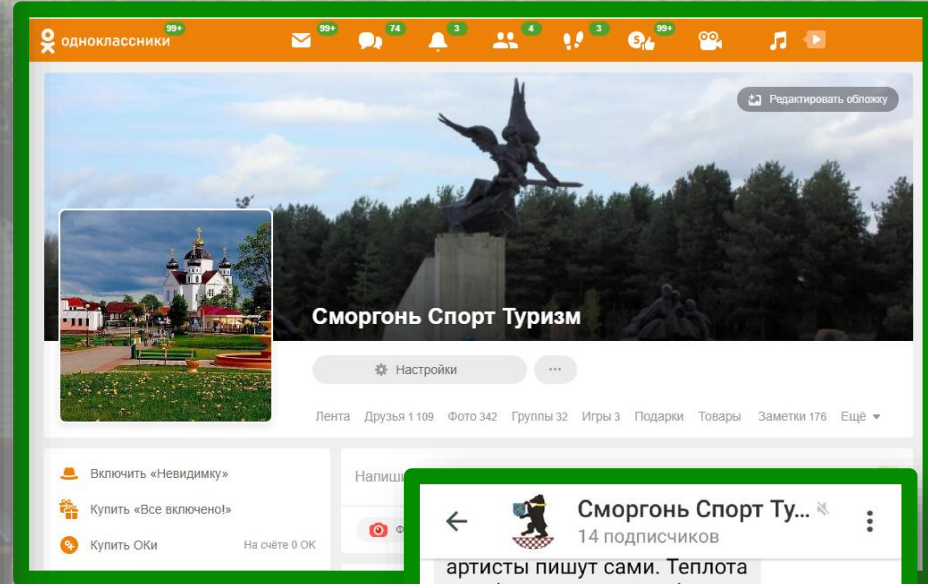 99+
одноклассники
99+ 74 3 4 3 5 99+
Редактировать обложку
Сморгонь Спорт Туризм
Настройки
Лента Друзья 1 109 Фото 342 Группы 32 Игры 3 Подарки Товары Заметки 176 Ещё
Включить «Невидимку»
Купить «Все включено!»
Купить ОКи На счёте 0 ОК
Напиши
Ф
Сморгонь Спорт Ту...
14 подписчиков
артисты пишут сами. Теплота